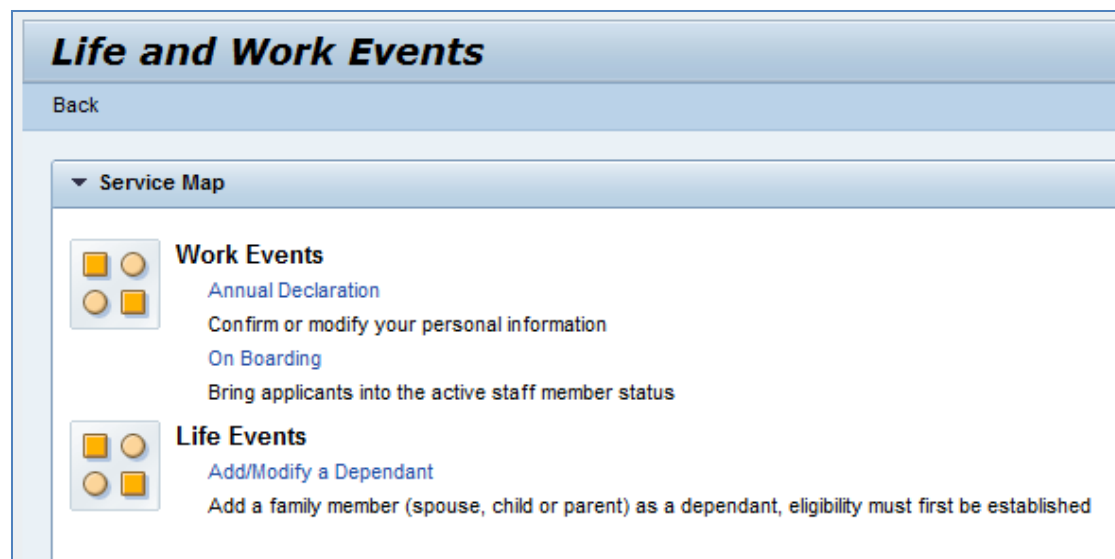 Life and Work Events
Back
Service Map
Work Events
Annual Declaration
Confirm or modify your personal information
On Boarding
Bring applicants into the active staff member status
Life Events
Add/Modify a Dependant
Add a family member (spouse, child or parent) as a dependant, eligibility must first be established